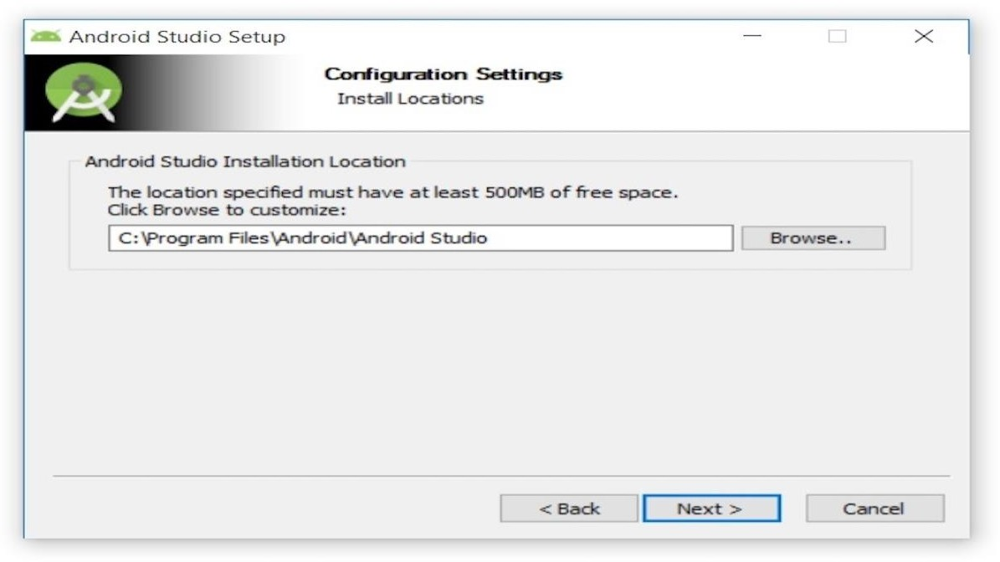 Android Studio Setup
Configuration Settings
Install Locations
Android Studio Installation Location
The location specified must have at least 500MB of free space.
Click Browse to customize:
C:\Program Files\Android\Android Studio
Browse..
< Back
Next >
Cancel